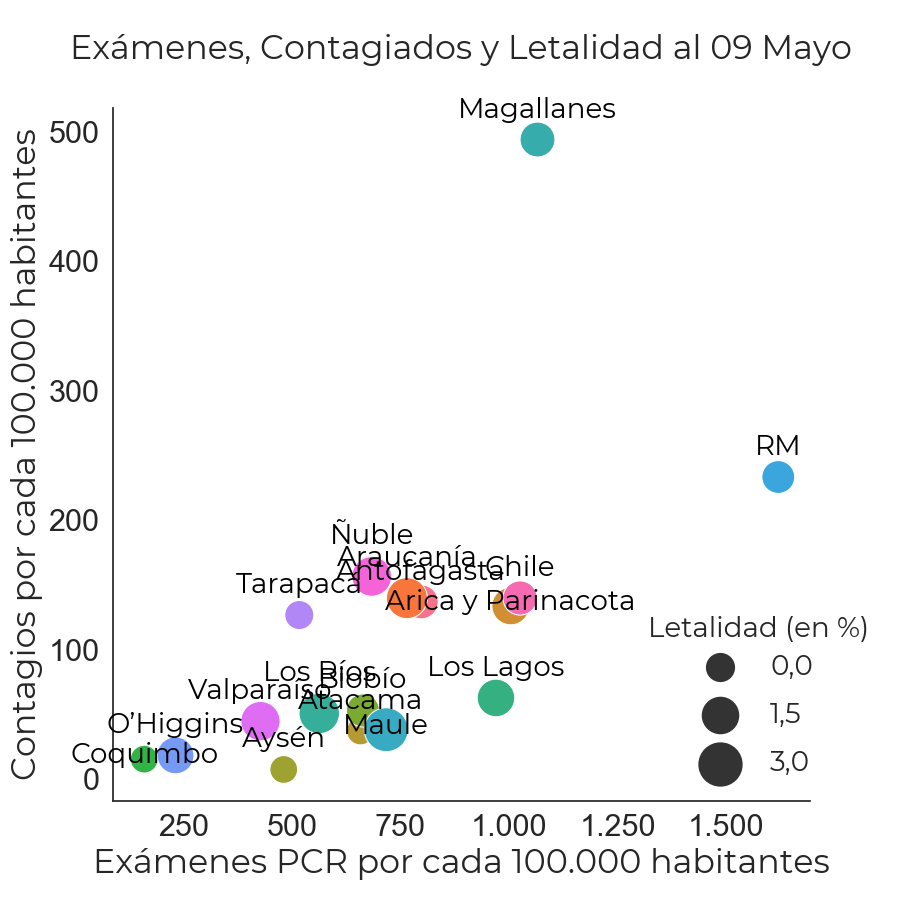 Exámenes, Contagiados y Letalidad al 09 Mayo
Contagios por cada 100.000 habitantes
500
400
300
200
100
0
Magallanes
RM
Ñuble
Araucanía
Antofagasta
Chile
Tarapacá
Arica y Parinacota
Los Ríos
Biobío
Los Lagos
Valparaíso
Atacama
O’Higgins
Maule
Aysén
Coquimbo
Letalidad (en %)
0,0
1,5
3,0
250 500 750 1.000 1.250 1.500
Exámenes PCR por cada 100.000 habitantes